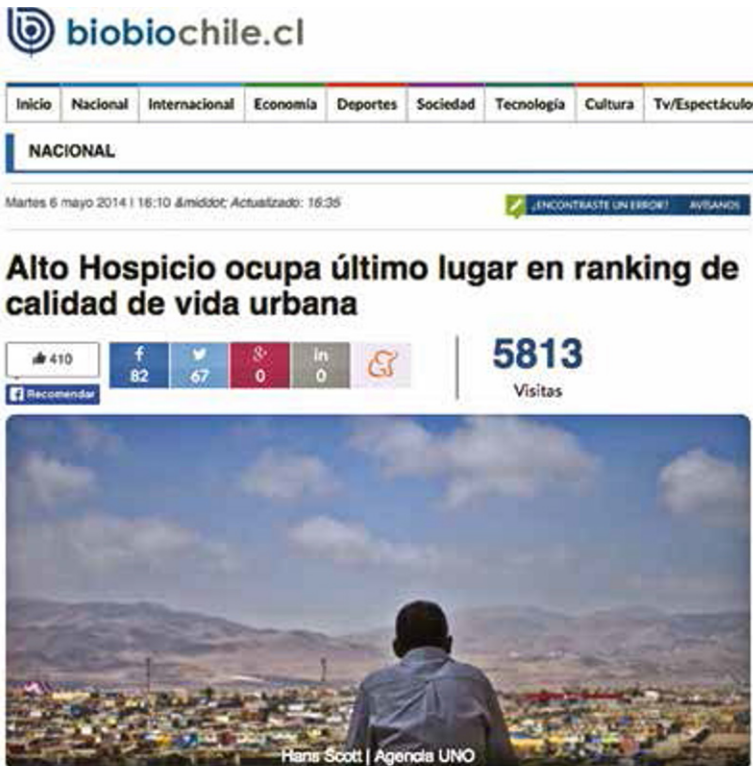 biobiochile.cl
Inicio Nacional Internacional Economía Deportes Sociedad Tecnología Cultura Tv/Espectáculo
NACIONAL
Martes 6 mayo 2014 | 16:10 &middot; Actualizado: 16:35
¿ENCONTRASTE UN ERROR? AVÍSANOS
Alto Hospicio ocupa último lugar en ranking de
calidad de vida urbana
410
Recomendar
f 82
67
g+ 0
in 0
5813
Visitas
Hans Scott | Agencia UNO